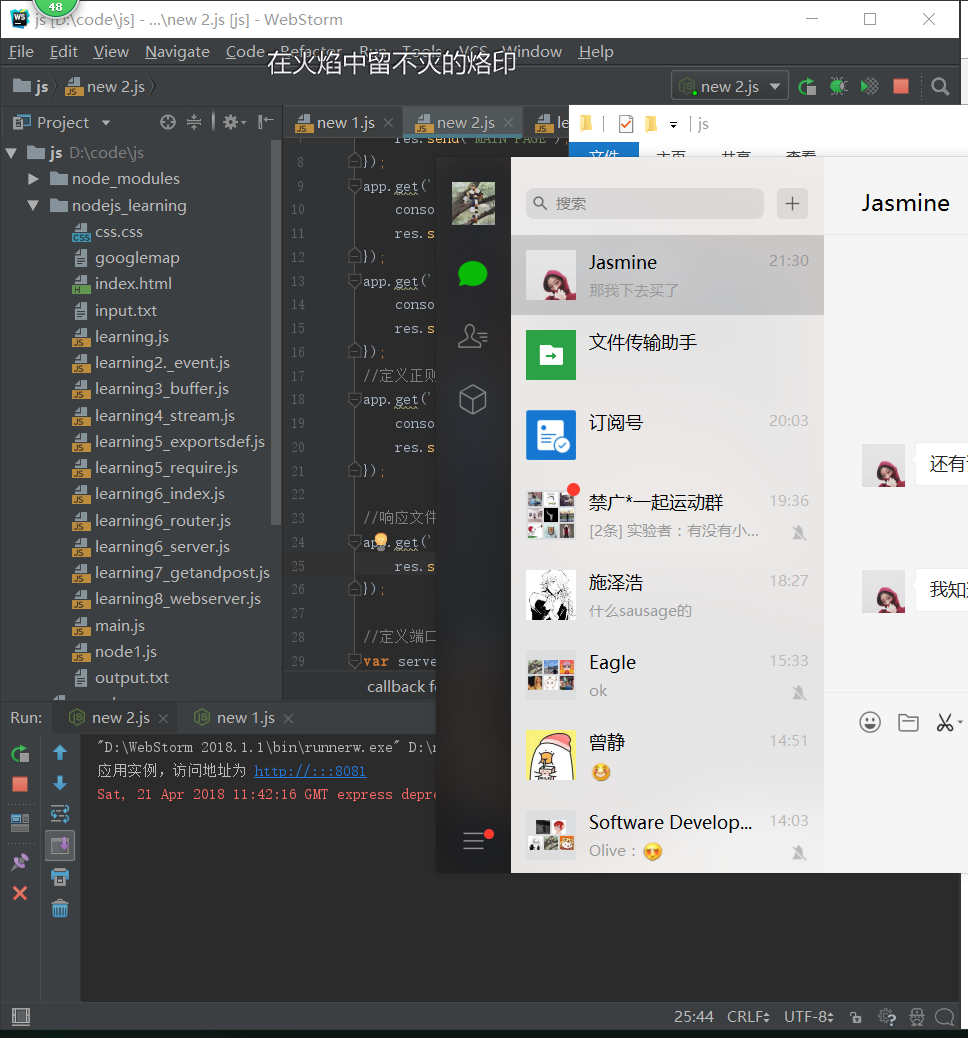 48
js [D:\code\js] - ...\new 2.js [js] - WebStorm
File Edit View Navigate Code Refactor Run Tools VCS Window Help
在火焰中留不灭的烙印
js new 2.js
new 2.js
Project
new 1.js
new 2.js
js
文件 主页 共享 查看
js D:\code\js
node_modules
nodejs_learning
css.css
googlemap
index.html
input.txt
learning.js
learning2._event.js
learning3_buffer.js
learning4_stream.js
learning5_exportsdef.js
learning5_require.js
learning6_index.js
learning6_router.js
learning6_server.js
learning7_getandpost.js
learning8_webserver.js
main.js
node1.js
output.txt
7 res.send('MAIN PAGE');
8 });
9 app.get('
10 conso
11 res.s
12 });
13 app.get('
14 conso
15 res.s
16 });
17 //定义正则
18 app.get('
19 conso
20 res.s
21 });
22
23 //响应文件
24 app.get('
25 res.s
26 });
27
28 //定义端口
29 var serve
callback fo
搜索
Jasmine 21:30
那我下去买了
文件传输助手
订阅号 20:03
禁广*一起运动群 19:36
[2条] 实验者：有没有小...
施泽浩 18:27
什么sausage的
Eagle 15:33
ok
曾静 14:51
Software Develop... 14:03
Olive：
Jasmine
还有
我知
Run: new 2.js new 1.js
"D:\WebStorm 2018.1.1\bin\runnerw.exe" D:\n
应用实例，访问地址为 http://:::8081
Sat, 21 Apr 2018 11:42:16 GMT express depre
25:44 CRLF UTF-8